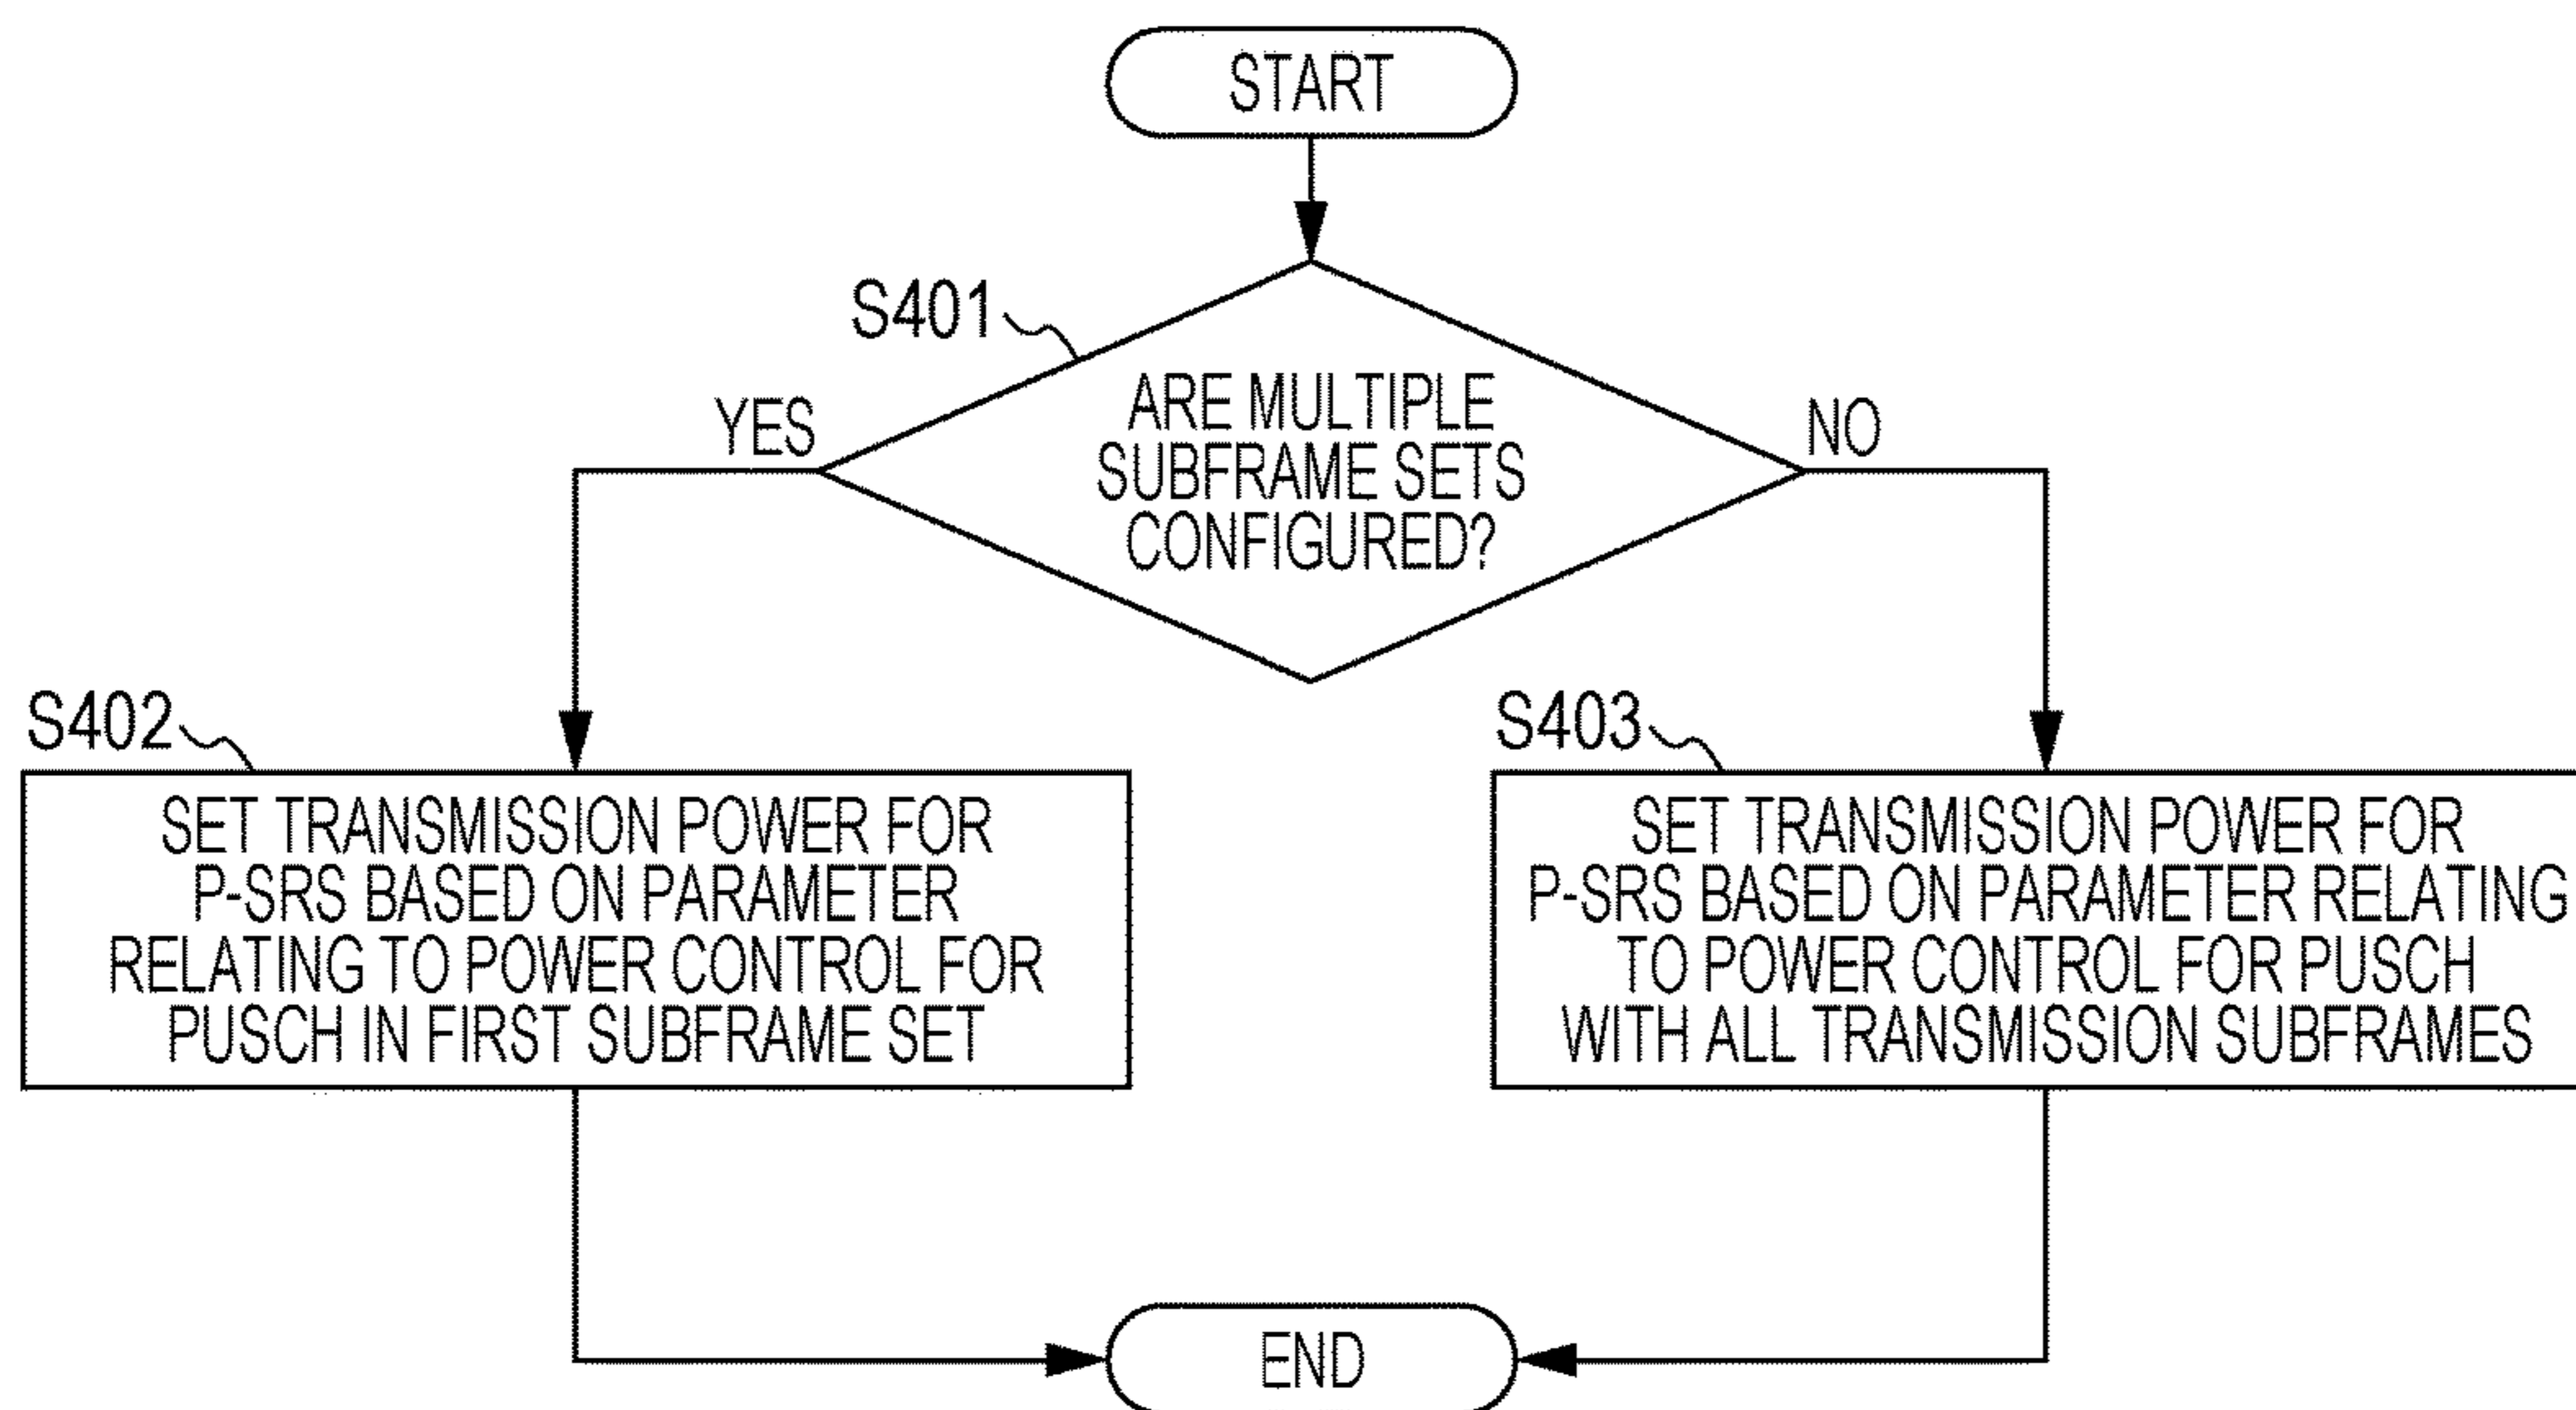 START
S401
ARE MULTIPLE
SUBFRAME SETS
CONFIGURED?
YES
NO
S402
SET TRANSMISSION POWER FOR
P-SRS BASED ON PARAMETER
RELATING TO POWER CONTROL FOR
PUSCH IN FIRST SUBFRAME SET
S403
SET TRANSMISSION POWER FOR
P-SRS BASED ON PARAMETER RELATING
TO POWER CONTROL FOR PUSCH
WITH ALL TRANSMISSION SUBFRAMES
END